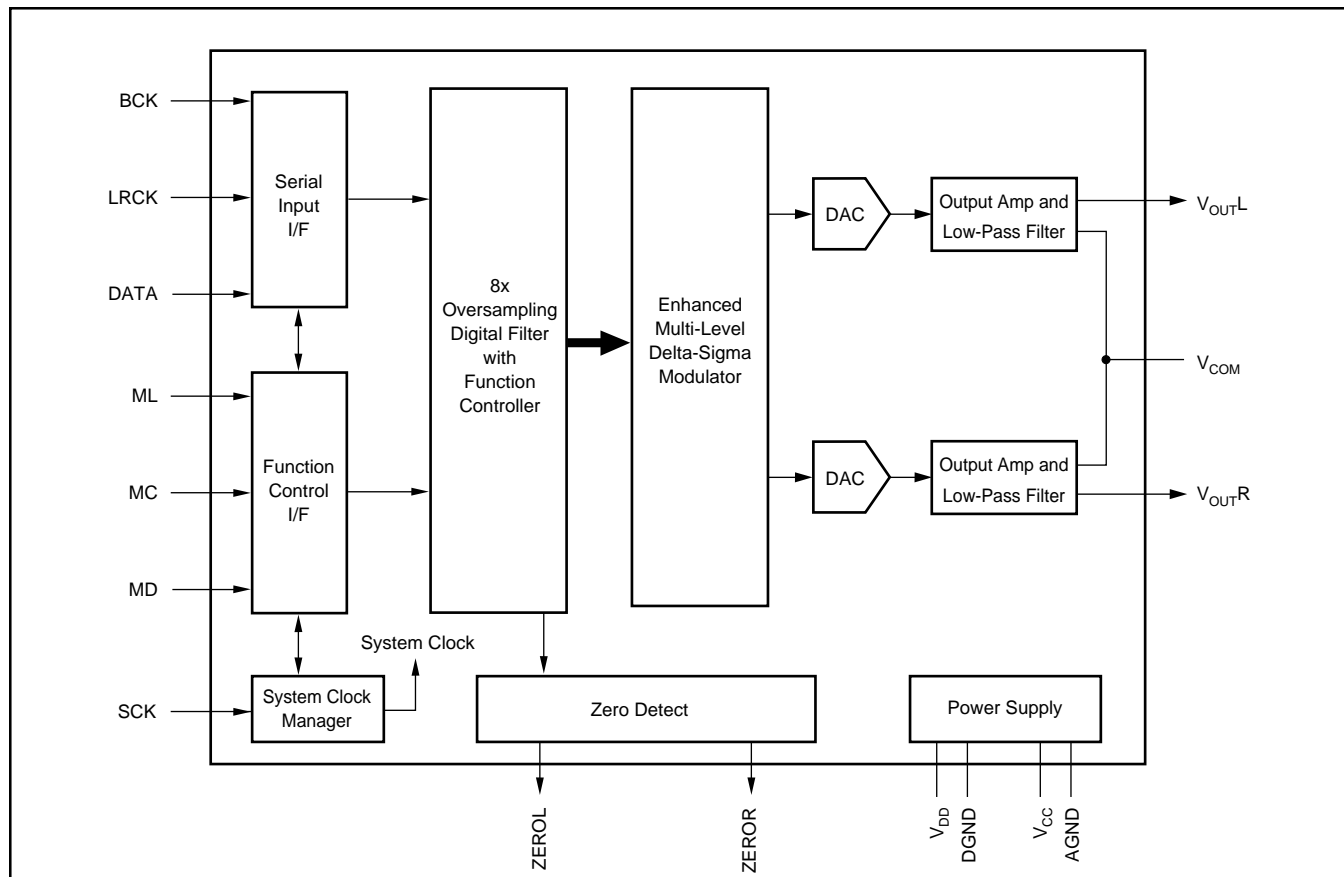 BCK
LRCK
DATA
ML
MC
MD
SCK
Serial
Input
I/F
Function
Control
I/F
System Clock
Manager
System Clock
8x
Oversampling
Digital Filter
with
Function
Controller
Enhanced
Multi-Level
Delta-Sigma
Modulator
DAC
Output Amp and
Low-Pass Filter
DAC
Output Amp and
Low-Pass Filter
VOUTL
VCOM
VOUTR
Zero Detect
Power Supply
ZEROL
ZEROR
VDD
DGND
VCC
AGND